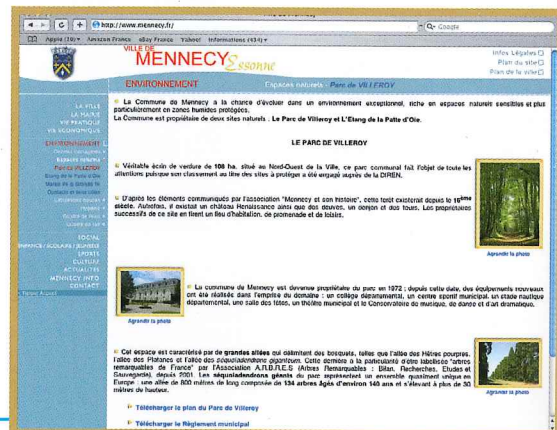 http://www.mennecy.fr/
Google
Apple (19) Amazon France eBay France Yahoo! Informations (434)
VILLE DE
MENNECY
Essonne
Infos Légales
Plan du site
Plan de la ville
ENVIRONNEMENT
Espaces naturels : Parc de VILLEROY
LA VILLE
LA MAIRIE
VIE PRATIQUE
VIE ECONOMIQUE
ENVIRONNEMENT
Espaces naturels
Parc de VILLEROY
Etang de la Patte d'Oie
SOCIAL
ENFANCE / SCOLAIRE / JEUNESSE
SPORTS
CULTURE
ACTUALITES
MENNECY INFO
CONTACT
La Commune de Mennecy a la chance d'évoluer dans un environnement exceptionnel, riche en espaces naturels sensibles et plus
particulièrement en zones humides protégées.
La Commune est propriétaire de deux sites naturels : Le Parc de Villeroy et L'Etang de la Patte d'Oie.
LE PARC DE VILLEROY
Véritable écrin de verdure de 108 ha, situé au Nord-Ouest de la Ville, ce parc communal fait l'objet de toute les
attentions puisque son classement au titre des sites à protéger a été engagé auprès de la DIREN.
D'après les éléments communiqués par l'association "Mennecy et son histoire", cette foret existerait depuis le 16ème
siècle. Autrefois, il existait un château Renaissance ainsi que des douves, un donjon et des tours. Les propriétaires
successifs de ce site en firent un lieu d'habitation, de promenade et de loisirs.
Agrandir la photo
La commune de Mennecy est devenue propriétaire du parc en 1972 ; depuis cette date, des équipements nouveaux
ont été réalisés dans l'emprise du domaine : un collège départemental, un centre sportif municipal, un stade nautique
départemental, une salle des fêtes, un théâtre municipal et le Conservatoire de musique, de danse et d'art dramatique.
Agrandir la photo
Cet espace est caractérisé par de grandes allées qui délimitent des bosquets, telles que l'allée des Hêtres pourpres,
l'allée des Platanes et l'allée des séquoiadendrons giganteum. Cette dernière a la particularité d'être labellisée "arbres
remarquables de France" par l'Association A.R.B.R.E.S (Arbres Remarquables : Bilan, Recherches, Etudes et
Sauvegarde), depuis 2001. Les séquoiadendrons géants du parc représentent un ensemble quasiment unique en
Europe : une allée de 800 mètres de long composée de 134 arbres âgés d'environ 140 ans et s'élevant à plus de 30
mètres de hauteur.
Agrandir la photo
Télécharger le plan du Parc de Villeroy
Télécharger le Règlement municipal